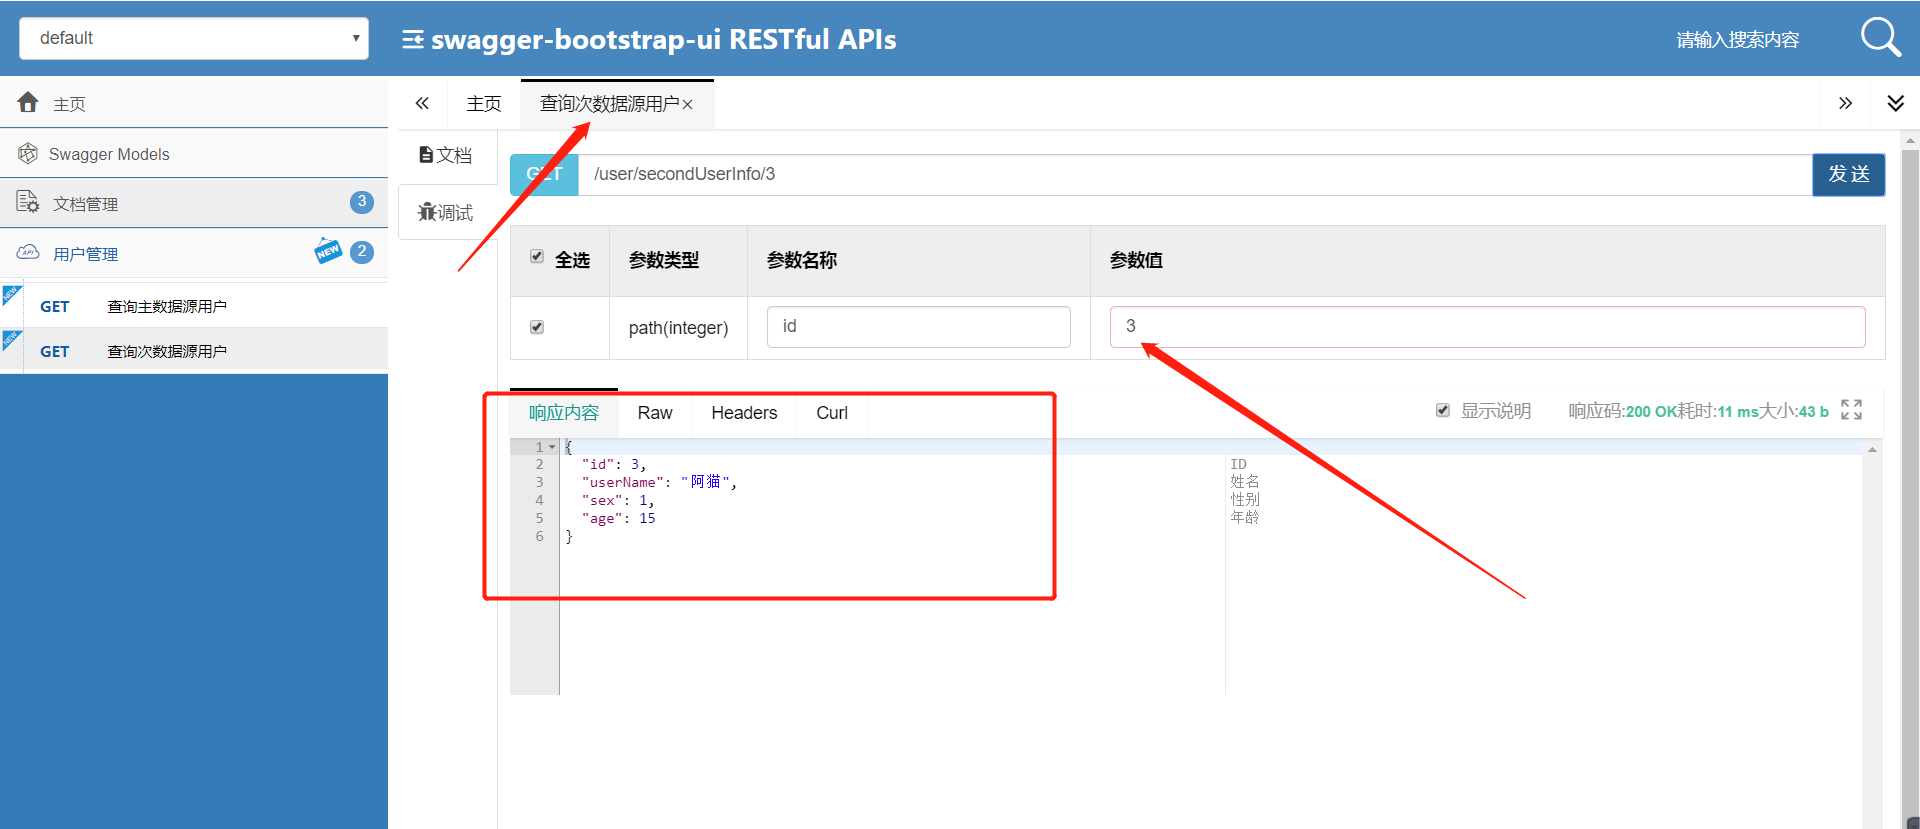 default
swagger-bootstrap-ui RESTful APIs
请输入搜索内容
主页
Swagger Models
文档管理 3
用户管理 NEW 2
NEW GET 查询主数据源用户
NEW GET 查询次数据源用户
主页 查询次数据源用户×
文档
调试
GET /user/secondUserInfo/3 发 送
全选 参数类型 参数名称 参数值
path(integer) id 3
响应内容 Raw Headers Curl
显示说明 响应码:200 OK耗时:11 ms大小:43 b
1 {
2 "id": 3, ID
3 "userName": "阿猫", 姓名
4 "sex": 1, 性别
5 "age": 15 年龄
6 }